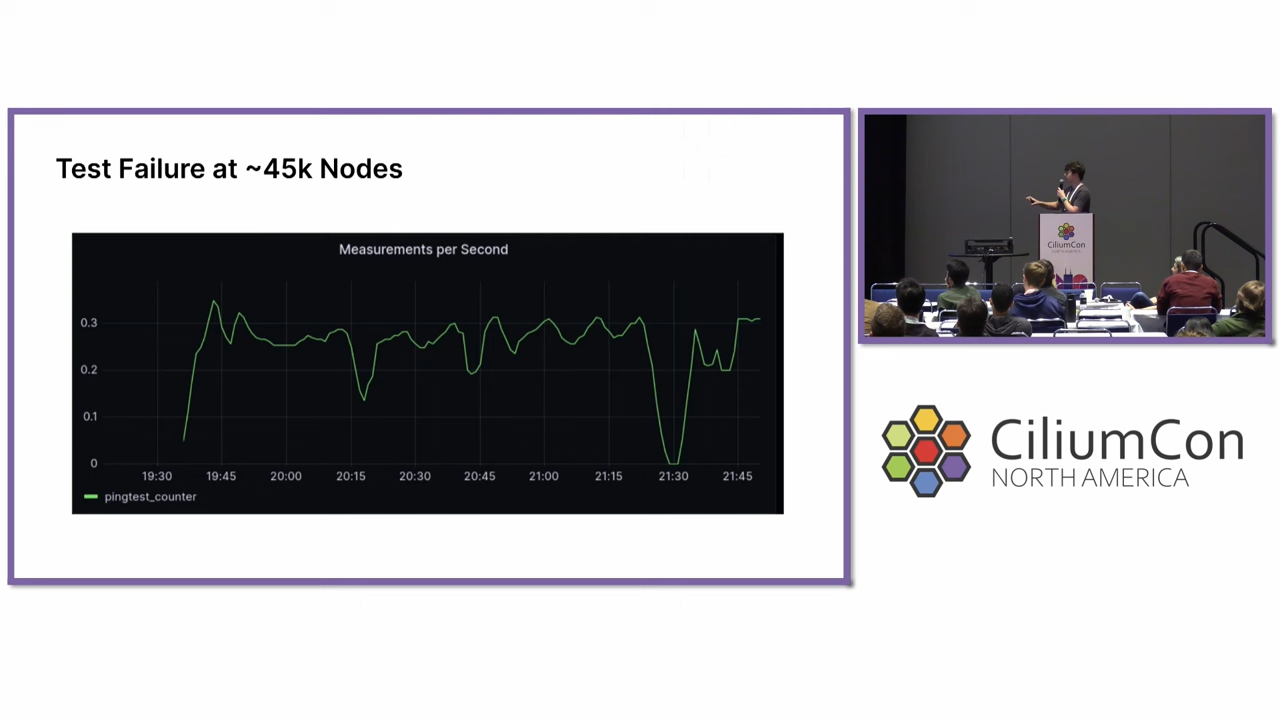 Test Failure at ~45k Nodes
Measurements per Second
0.3
0.2
0.1
0
19:30 19:45 20:00 20:15 20:30 20:45 21:00 21:15 21:30 21:45
pingtest_counter
CiliumCon
CiliumCon
NORTH AMERICA